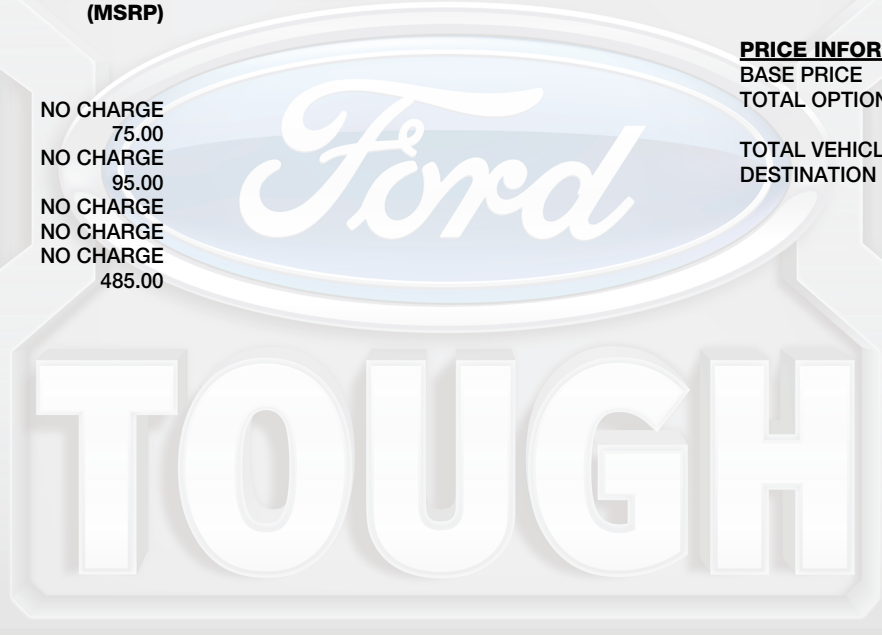 (MSRP)
NO CHARGE
75.00
NO CHARGE
95.00
NO CHARGE
NO CHARGE
NO CHARGE
485.00
PRICE INFOR
BASE PRICE
TOTAL OPTION
TOTAL VEHICL
DESTINATION
Ford
TOUGH